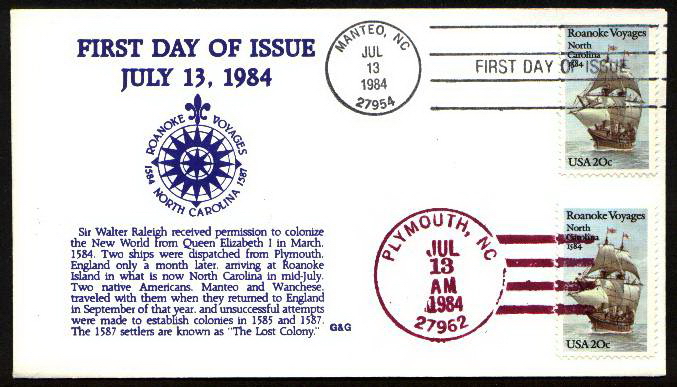 FIRST DAY OF ISSUE
JULY 13, 1984
ROANOKE VOYAGES
1584 NORTH CAROLINA 1587
Sir Walter Raleigh received permission to colonize
the New World from Queen Elizabeth I in March,
1584. Two ships were dispatched from Plymouth,
England only a month later, arriving at Roanoke
Island in what is now North Carolina in mid-July.
Two native Americans, Manteo and Wanchese,
traveled with them when they returned to England
in September of that year, and unsuccessful attempts
were made to establish colonies in 1585 and 1587.
The 1587 settlers are known as "The Lost Colony."
G&G
MANTEO, NC
JUL
13
1984
27954
FIRST DAY OF ISSUE
Roanoke Voyages
North
Carolina
1584
USA 20c
PLYMOUTH, NC
JUL
13
AM
1984
27962
Roanoke Voyages
North
Carolina
1584
USA 20c